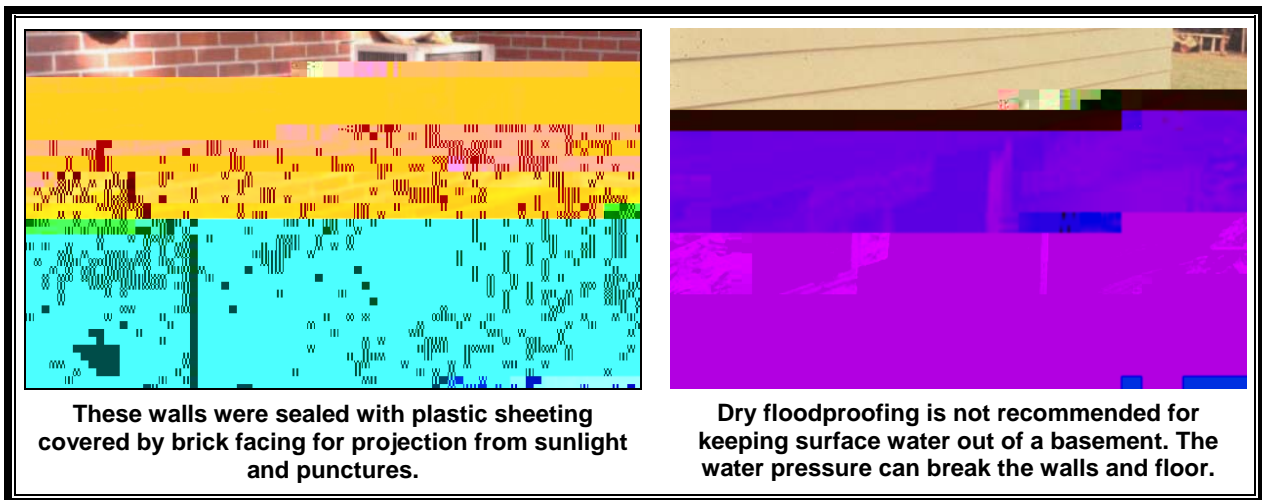 These walls were sealed with plastic sheeting
covered by brick facing for projection from sunlight
and punctures.
Dry floodproofing is not recommended for
keeping surface water out of a basement. The
water pressure can break the walls and floor.